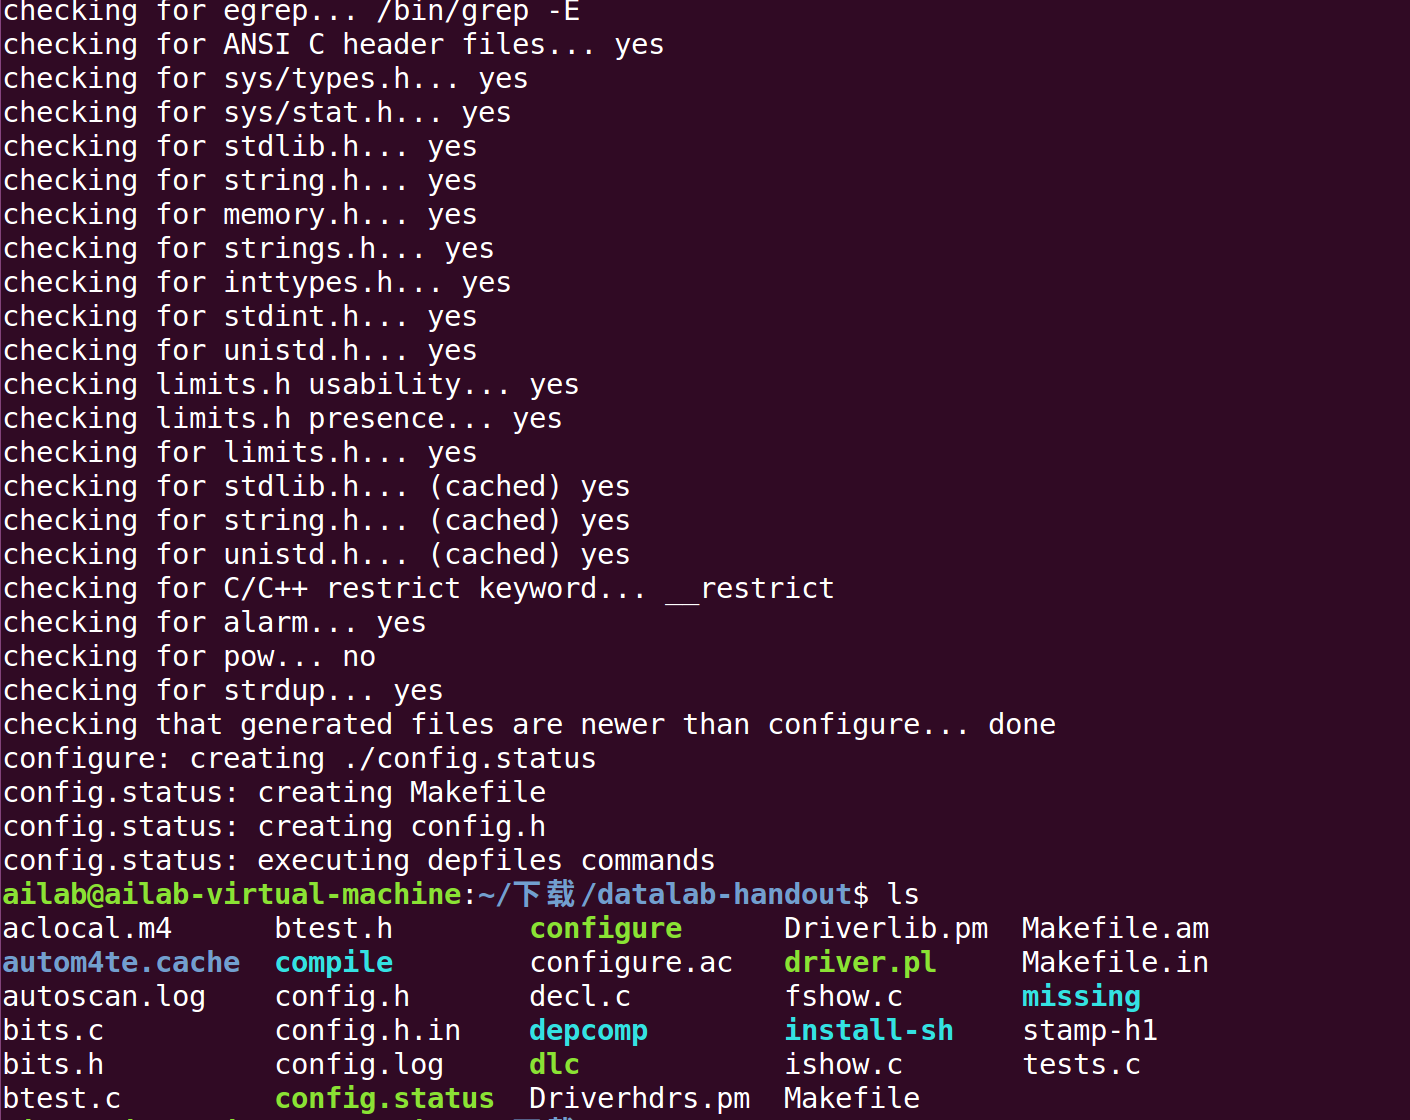 checking for egrep... /bin/grep -E
checking for ANSI C header files... yes
checking for sys/types.h... yes
checking for sys/stat.h... yes
checking for stdlib.h... yes
checking for string.h... yes
checking for memory.h... yes
checking for strings.h... yes
checking for inttypes.h... yes
checking for stdint.h... yes
checking for unistd.h... yes
checking limits.h usability... yes
checking limits.h presence... yes
checking for limits.h... yes
checking for stdlib.h... (cached) yes
checking for string.h... (cached) yes
checking for unistd.h... (cached) yes
checking for C/C++ restrict keyword... __restrict
checking for alarm... yes
checking for pow... no
checking for strdup... yes
checking that generated files are newer than configure... done
configure: creating ./config.status
config.status: creating Makefile
config.status: creating config.h
config.status: executing depfiles commands
ailab@ailab-virtual-machine:~/下载/datalab-handout$ ls
aclocal.m4 btest.h configure Driverlib.pm Makefile.am
autom4te.cache compile configure.ac driver.pl Makefile.in
autoscan.log config.h decl.c fshow.c missing
bits.c config.h.in depcomp install-sh stamp-h1
bits.h config.log dlc ishow.c tests.c
btest.c config.status Driverhdrs.pm Makefile